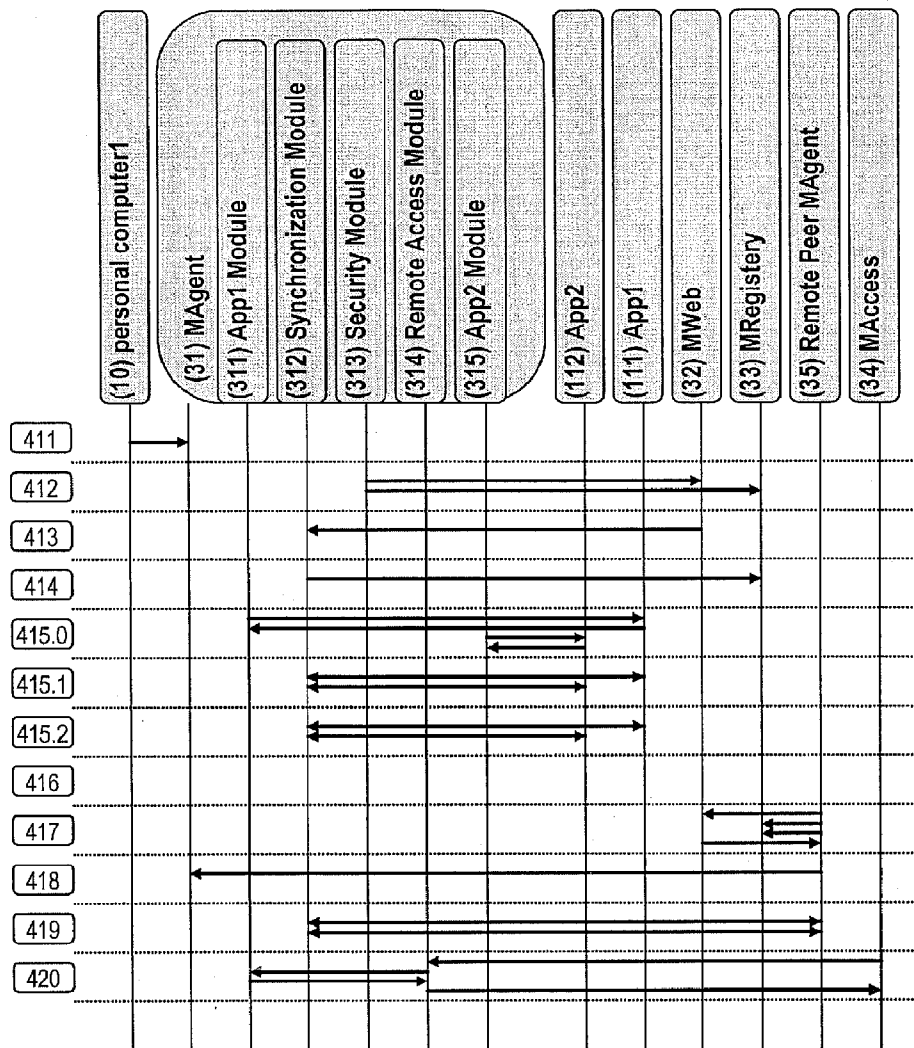 (10) personal computer1
(31) MAgent
(311) App1 Module
(312) Synchronization Module
(313) Security Module
(314) Remote Access Module
(315) App2 Module
(112) App2
(111) App1
(32) MWeb
(33) MRegistery
(35) Remote Peer MAgent
(34) MAccess
411
412
413
414
415.0
415.1
415.2
416
417
418
419
420